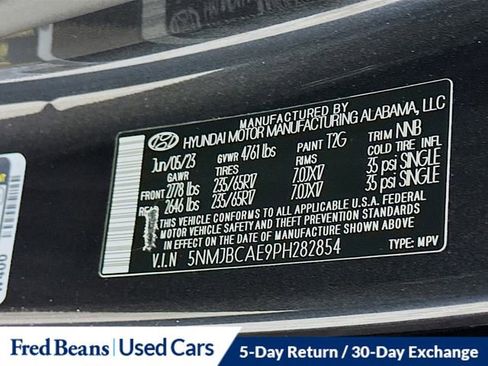 MANUFACTURED BY
HYUNDAI MOTOR MANUFACTURING ALABAMA, LLC
Jun/05/23 GVWR 4761 lbs PAINT T2G TRIM NNB
GAWR TIRES RIMS COLD TIRE INFL.
FRONT 2778 lbs 235/65R17 7.0JX17 35 psi SINGLE
REAR 2646 lbs 235/65R17 7.0JX17 35 psi SINGLE
THIS VEHICLE CONFORMS TO ALL APPLICABLE U.S.A. FEDERAL
MOTOR VEHICLE SAFETY AND THEFT PREVENTION STANDARDS
IN EFFECT ON THE DATE OF MANUFACTURE SHOWN ABOVE.
V.I.N 5NMJBCAE9PH282854 TYPE: MPV
Fred Beans Used Cars 5-Day Return / 30-Day Exchange